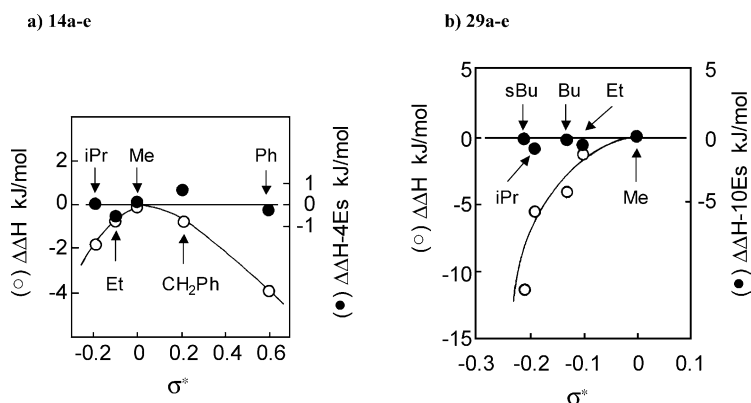 a) 14a-e
b) 29a-e
(○) ΔΔH kJ/mol
2
0
-2
-4
iPr
Me
Ph
Et
CH₂Ph
1
0
-1
(●) ΔΔH-4Es kJ/mol
-0.2
0
0.2
0.4
0.6
σ*
(○) ΔΔH kJ/mol
5
0
-5
-10
-15
sBu
Bu
Et
iPr
Me
5
0
-5
(●) ΔΔH-10Es kJ/mol
-0.3
-0.2
-0.1
0
0.1
σ*